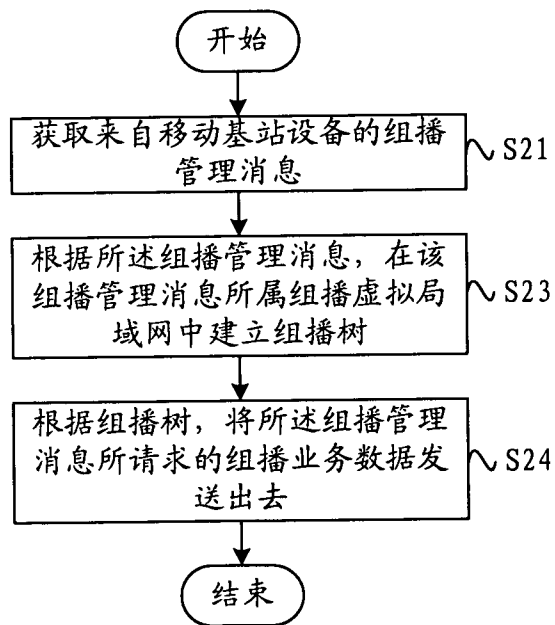 开始
获取来自移动基站设备的组播
管理消息
S21
根据所述组播管理消息，在该
组播管理消息所属组播虚拟局
域网中建立组播树
S23
根据组播树，将所述组播管理
消息所请求的组播业务数据发
送出去
S24
结束